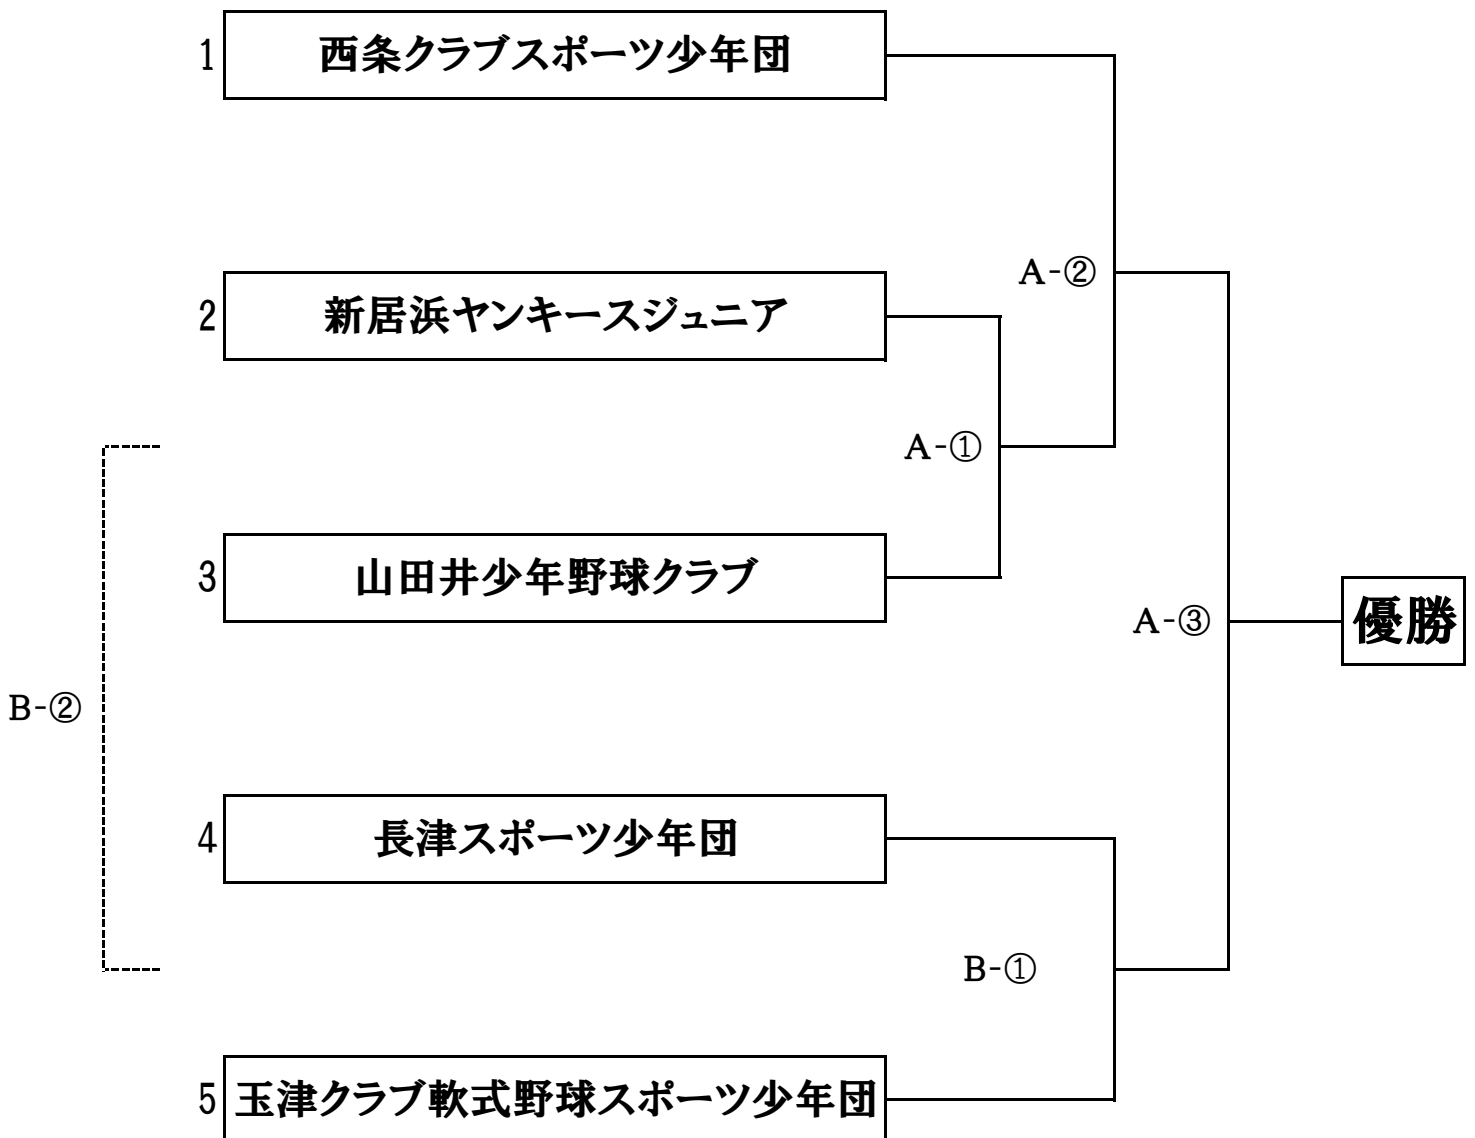 1 西条クラブスポーツ少年団
A-②
2 新居浜ヤンキースジュニア
A-①
3 山田井少年野球クラブ
A-③
優勝
B-②
4 長津スポーツ少年団
B-①
5 玉津クラブ軟式野球スポーツ少年団